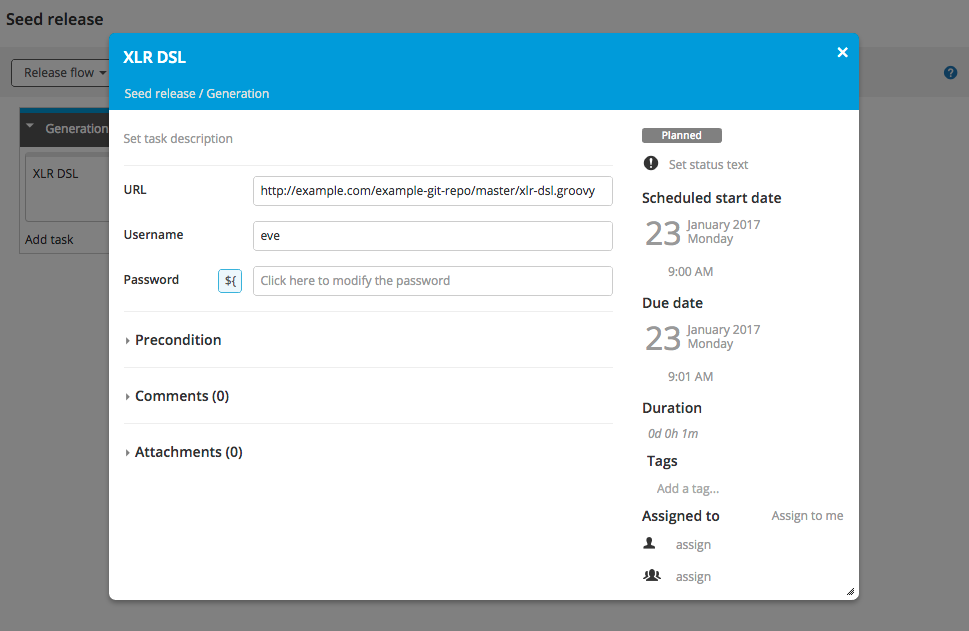 Seed release
Release flow
Generation
XLR DSL
Add task
XLR DSL
Seed release / Generation
Set task description
URL
http://example.com/example-git-repo/master/xlr-dsl.groovy
Username
eve
Password
${
Click here to modify the password
Precondition
Comments (0)
Attachments (0)
Planned
Set status text
Scheduled start date
23 January 2017
Monday
9:00 AM
Due date
23 January 2017
Monday
9:01 AM
Duration
0d 0h 1m
Tags
Add a tag...
Assigned to
Assign to me
assign
assign